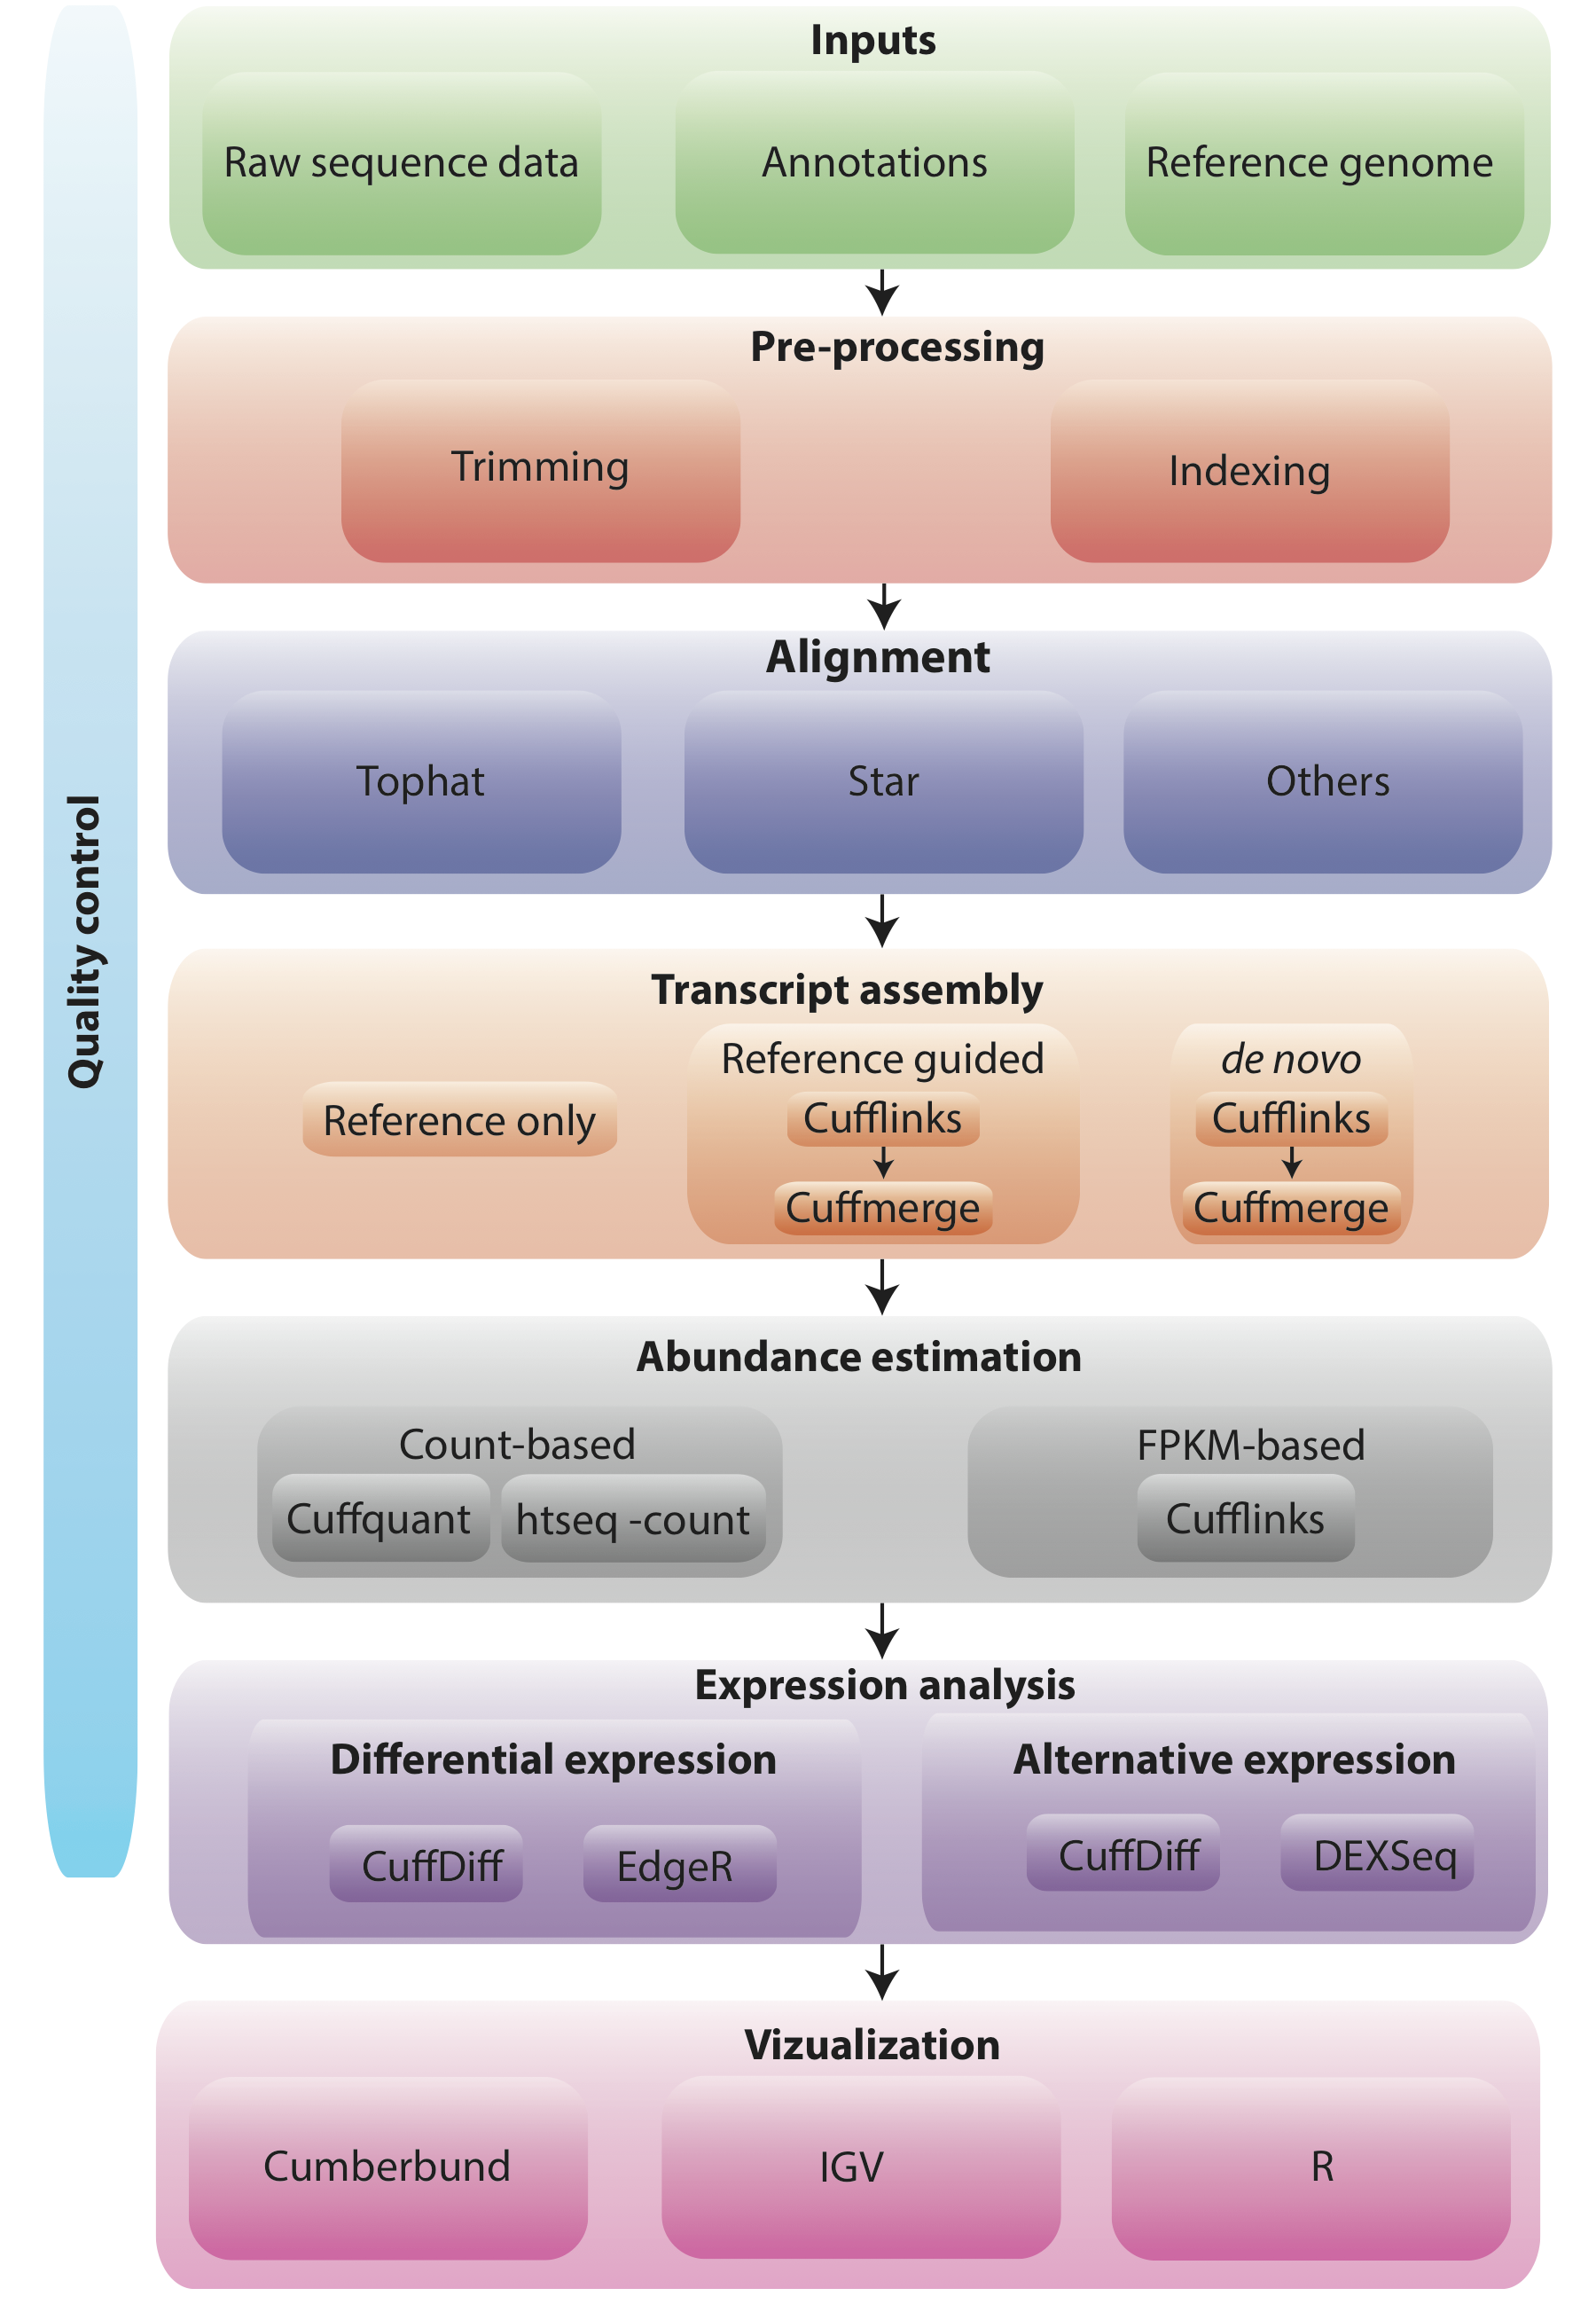 Quality control
Inputs
Raw sequence data
Annotations
Reference genome
Pre-processing
Trimming
Indexing
Alignment
Tophat
Star
Others
Transcript assembly
Reference only
Reference guided
Cufflinks
Cuffmerge
de novo
Cufflinks
Cuffmerge
Abundance estimation
Count-based
Cuffquant
htseq -count
FPKM-based
Cufflinks
Expression analysis
Differential expression
CuffDiff
EdgeR
Alternative expression
CuffDiff
DEXSeq
Vizualization
Cumberbund
IGV
R